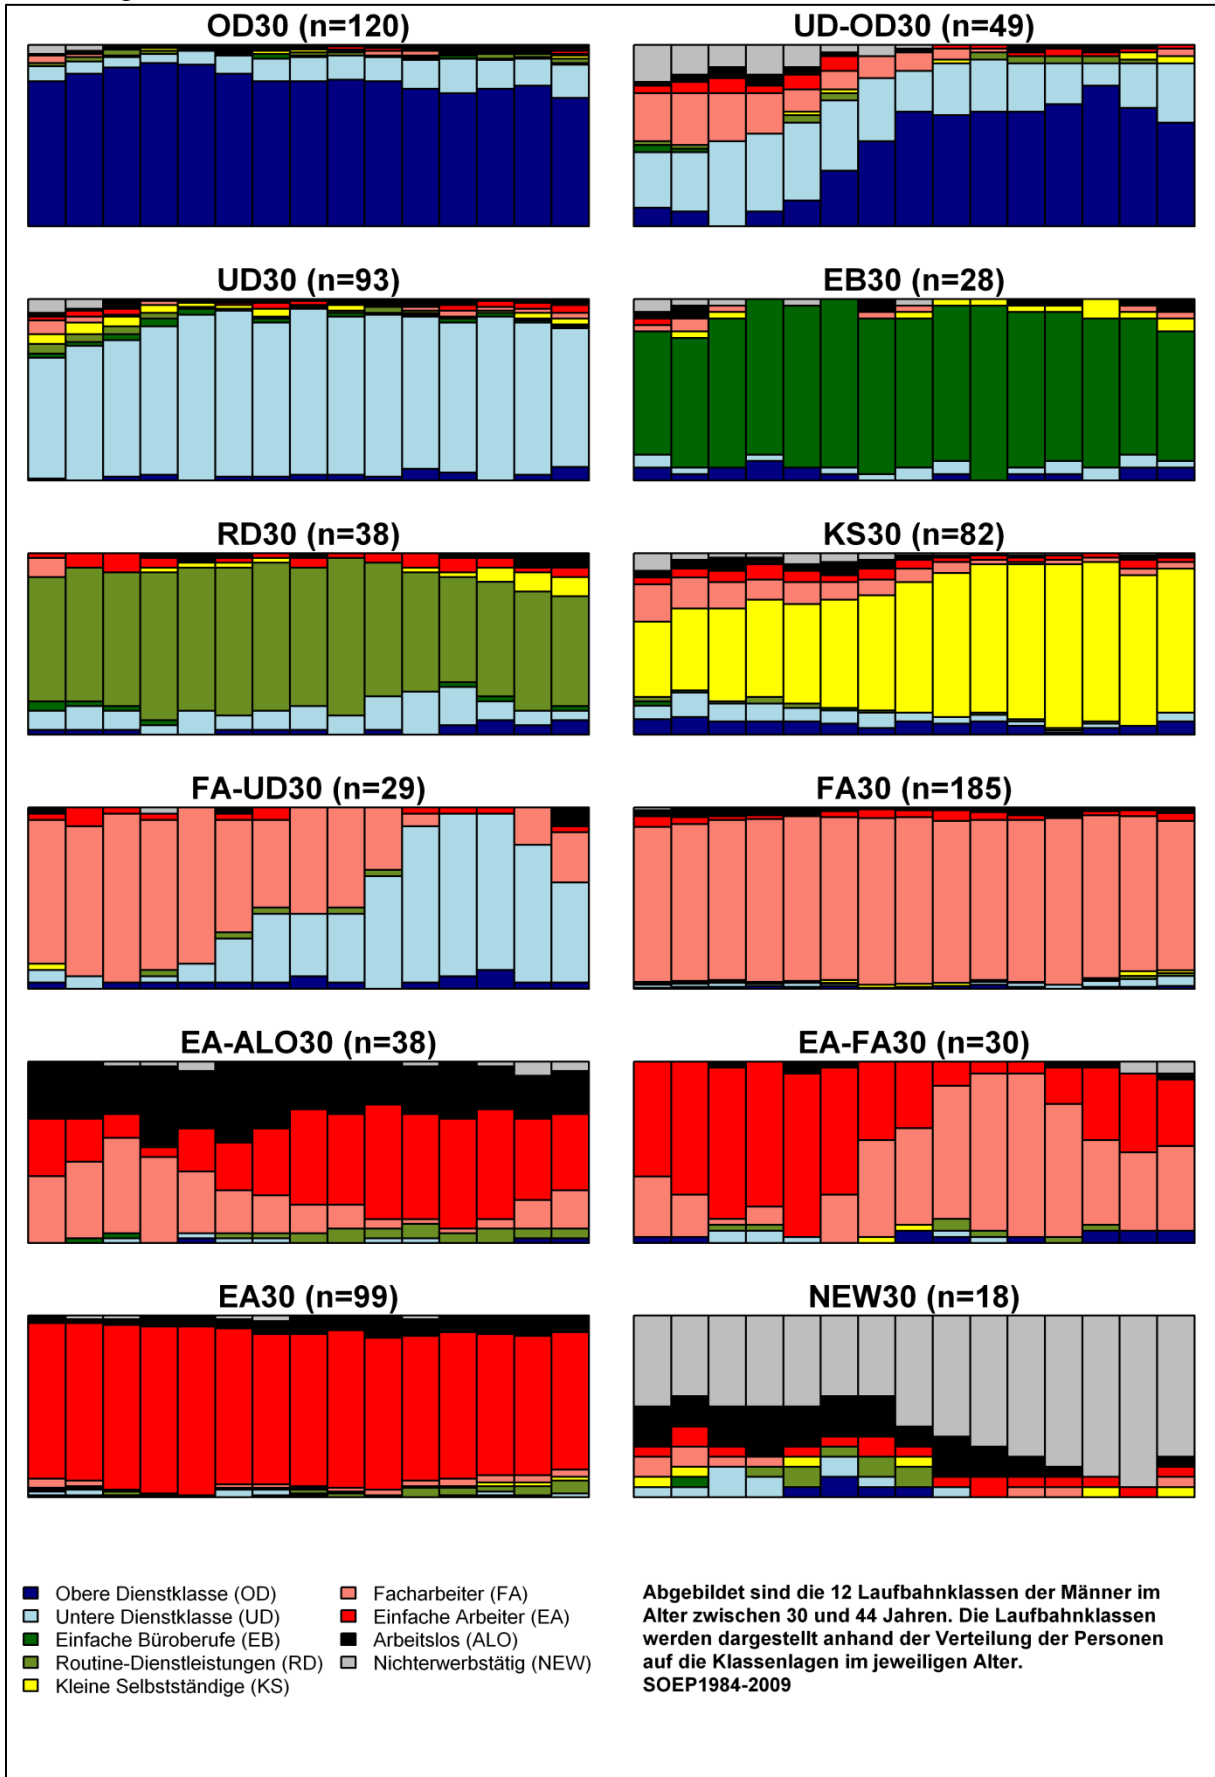 OD30 (n=120)
UD-OD30 (n=49)
UD30 (n=93)
EB30 (n=28)
RD30 (n=38)
KS30 (n=82)
FA-UD30 (n=29)
FA30 (n=185)
EA-ALO30 (n=38)
EA-FA30 (n=30)
EA30 (n=99)
NEW30 (n=18)
Obere Dienstklasse (OD)
Untere Dienstklasse (UD)
Einfache Büroberufe (EB)
Routine-Dienstleistungen (RD)
Kleine Selbstständige (KS)
Facharbeiter (FA)
Einfache Arbeiter (EA)
Arbeitslos (ALO)
Nichterwerbstätig (NEW)
Abgebildet sind die 12 Laufbahnklassen der Männer im
Alter zwischen 30 und 44 Jahren. Die Laufbahnklassen
werden dargestellt anhand der Verteilung der Personen
auf die Klassenlagen im jeweiligen Alter.
SOEP1984-2009